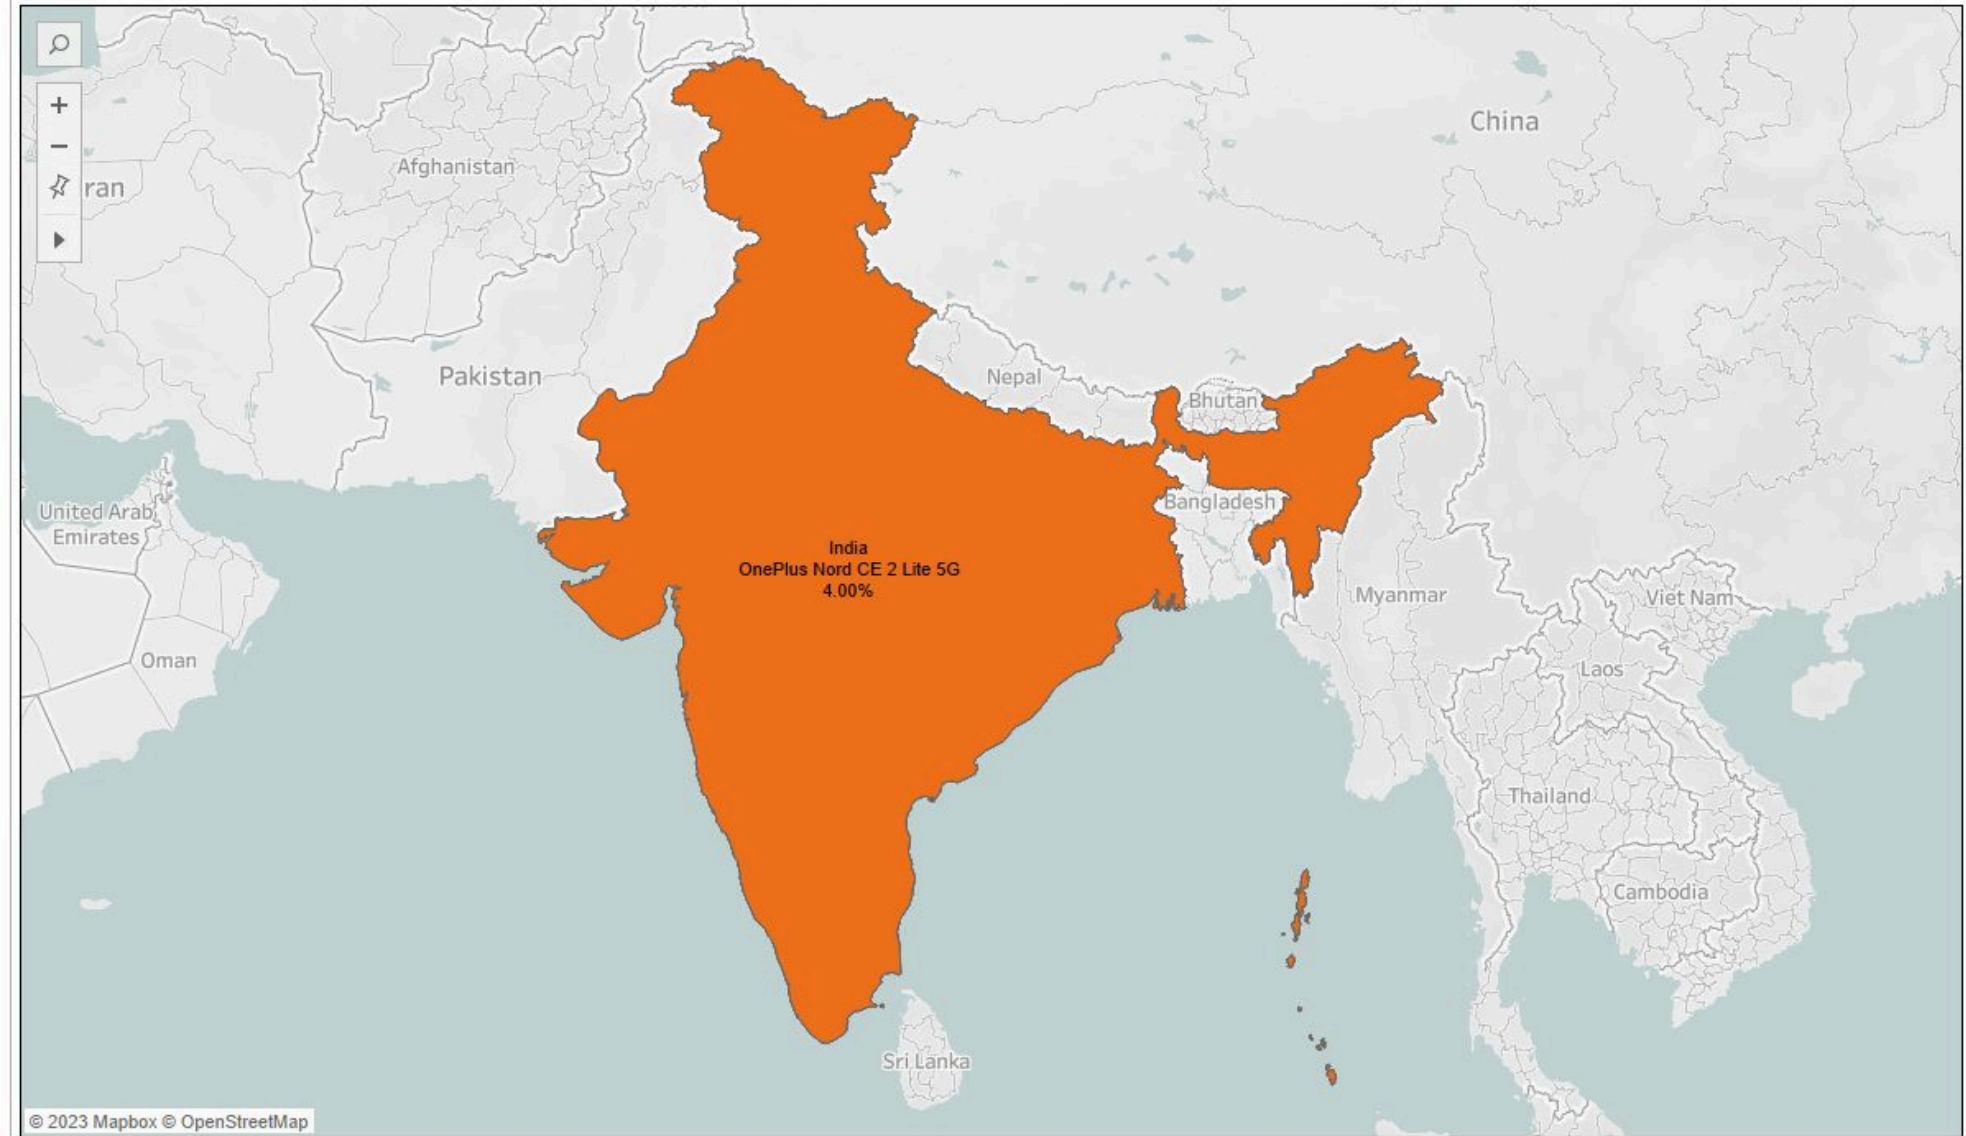 China
Afghanistan
ran
Pakistan
Nepal
Bhutan
Bangladesh
United Arab
Emirates
India
OnePlus Nord CE 2 Lite 5G
4.00%
Myanmar
Viet Nam
Oman
Laos
Thailand
Cambodia
Sri Lanka
© 2023 Mapbox © OpenStreetMap